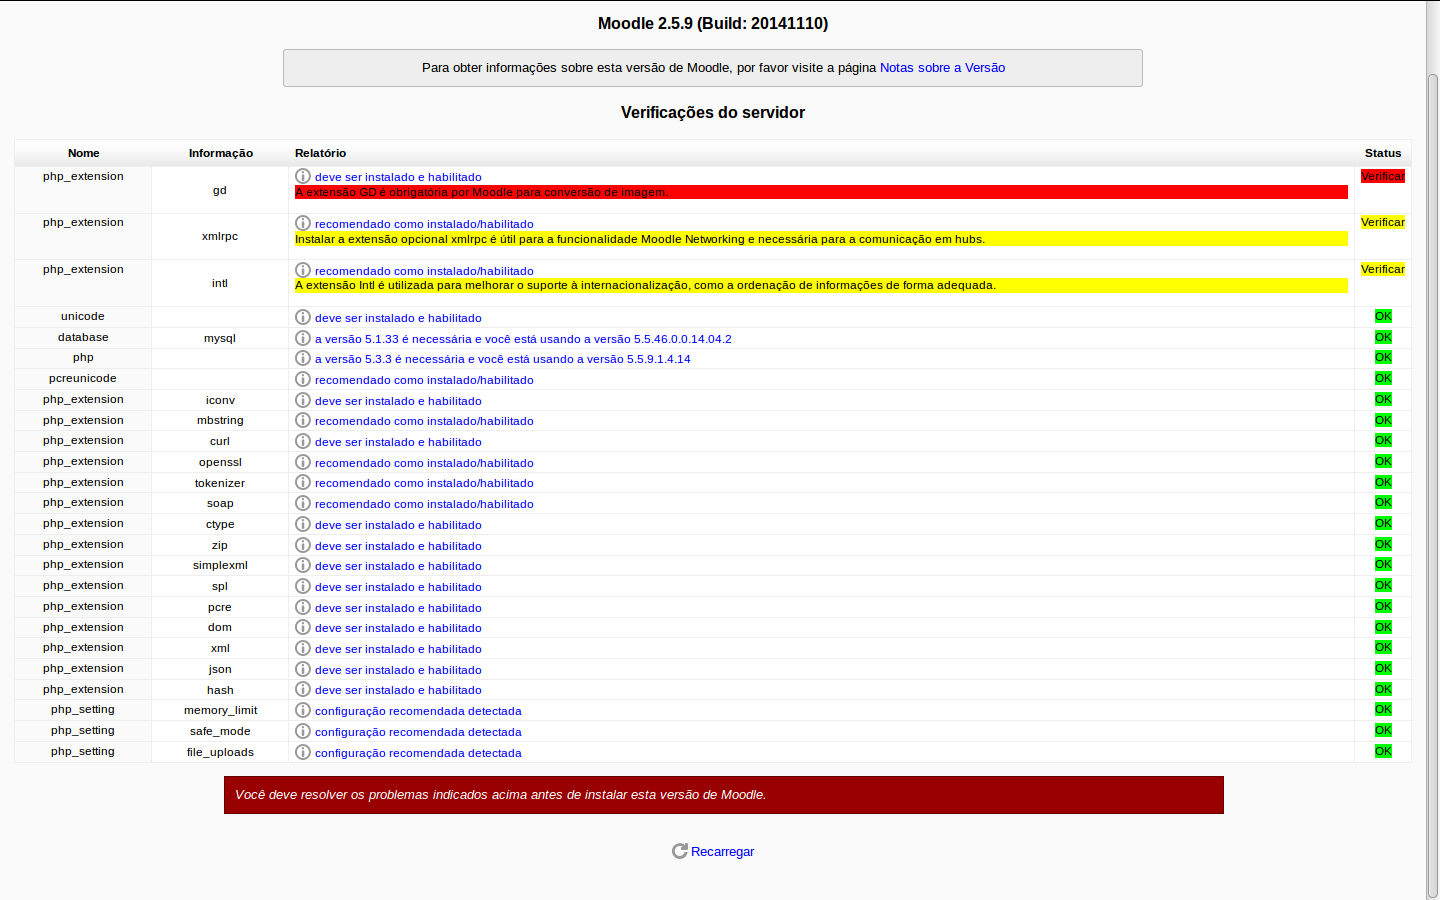 Moodle 2.5.9 (Build: 20141110)
Para obter informações sobre esta versão de Moodle, por favor visite a página Notas sobre a Versão
Verificações do servidor
Nome Informação Relatório Status
php_extension gd deve ser instalado e habilitado Verificar
A extensão GD é obrigatória por Moodle para conversão de imagem.
php_extension xmlrpc recomendado como instalado/habilitado Verificar
Instalar a extensão opcional xmlrpc é útil para a funcionalidade Moodle Networking e necessária para a comunicação em hubs.
php_extension intl recomendado como instalado/habilitado Verificar
A extensão Intl é utilizada para melhorar o suporte à internacionalização, como a ordenação de informações de forma adequada.
unicode deve ser instalado e habilitado OK
database mysql a versão 5.1.33 é necessária e você está usando a versão 5.5.46.0.0.14.04.2 OK
php a versão 5.3.3 é necessária e você está usando a versão 5.5.9.1.4.14 OK
pcreunicode recomendado como instalado/habilitado OK
php_extension iconv deve ser instalado e habilitado OK
php_extension mbstring recomendado como instalado/habilitado OK
php_extension curl deve ser instalado e habilitado OK
php_extension openssl recomendado como instalado/habilitado OK
php_extension tokenizer recomendado como instalado/habilitado OK
php_extension soap recomendado como instalado/habilitado OK
php_extension ctype deve ser instalado e habilitado OK
php_extension zip deve ser instalado e habilitado OK
php_extension simplexml deve ser instalado e habilitado OK
php_extension spl deve ser instalado e habilitado OK
php_extension pcre deve ser instalado e habilitado OK
php_extension dom deve ser instalado e habilitado OK
php_extension xml deve ser instalado e habilitado OK
php_extension json deve ser instalado e habilitado OK
php_extension hash deve ser instalado e habilitado OK
php_setting memory_limit configuração recomendada detectada OK
php_setting safe_mode configuração recomendada detectada OK
php_setting file_uploads configuração recomendada detectada OK
Você deve resolver os problemas indicados acima antes de instalar esta versão de Moodle.
Recarregar